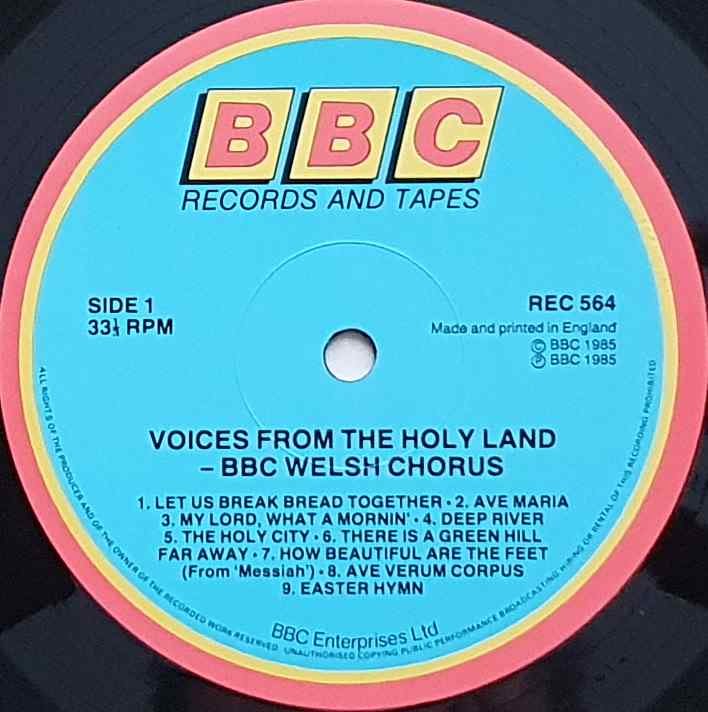 BBC
RECORDS AND TAPES
SIDE 1
33⅓ RPM
REC 564
Made and printed in England
© BBC 1985
℗ BBC 1985
VOICES FROM THE HOLY LAND
– BBC WELSH CHORUS
1. LET US BREAK BREAD TOGETHER • 2. AVE MARIA
3. MY LORD, WHAT A MORNIN' • 4. DEEP RIVER
5. THE HOLY CITY • 6. THERE IS A GREEN HILL
FAR AWAY • 7. HOW BEAUTIFUL ARE THE FEET
(From 'Messiah') • 8. AVE VERUM CORPUS
9. EASTER HYMN
BBC Enterprises Ltd
ALL RIGHTS OF THE PRODUCER AND OF THE OWNER OF THE RECORDED WORK RESERVED. UNAUTHORISED COPYING PUBLIC PERFORMANCE BROADCASTING HIRING OR RENTAL OF THIS RECORDING PROHIBITED